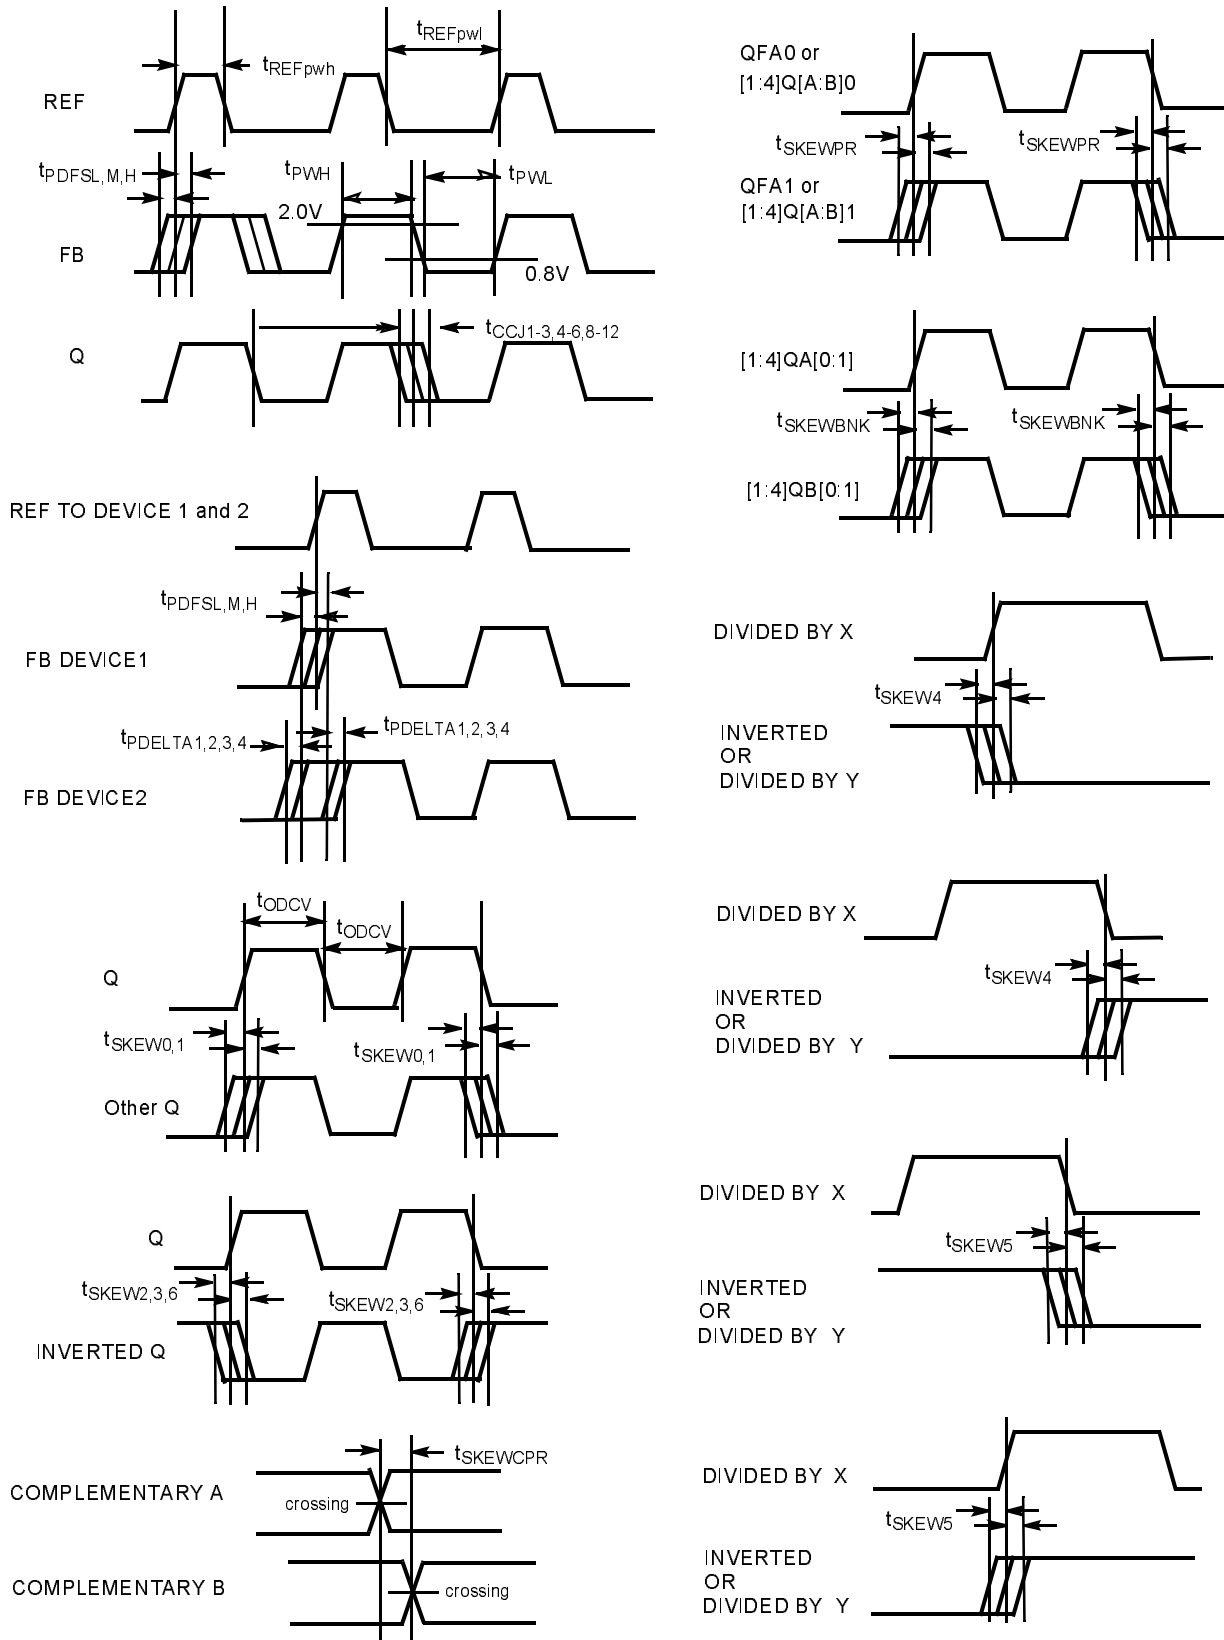 tREFpwl
tREFpwh
REF
tPDFSL,M,H
tPWH
tPWL
2.0V
FB
0.8V
tCCJ1-3,4-6,8-12
Q
REF TO DEVICE 1 and 2
tPDFSL,M,H
FB DEVICE1
tPDELTA1,2,3,4
tPDELTA1,2,3,4
FB DEVICE2
tODCV
tODCV
Q
tSKEW0,1
tSKEW0,1
Other Q
Q
tSKEW2,3,6
tSKEW2,3,6
INVERTED Q
tSKEWCPR
COMPLEMENTARY A
crossing
COMPLEMENTARY B
crossing
QFA0 or
[1:4]Q[A:B]0
tSKEWPR
tSKEWPR
QFA1 or
[1:4]Q[A:B]1
[1:4]QA[0:1]
tSKEWBNK
tSKEWBNK
[1:4]QB[0:1]
DIVIDED BY X
tSKEW4
INVERTED
OR
DIVIDED BY Y
DIVIDED BY X
tSKEW4
INVERTED
OR
DIVIDED BY Y
DIVIDED BY X
tSKEW5
INVERTED
OR
DIVIDED BY Y
DIVIDED BY X
tSKEW5
INVERTED
OR
DIVIDED BY Y